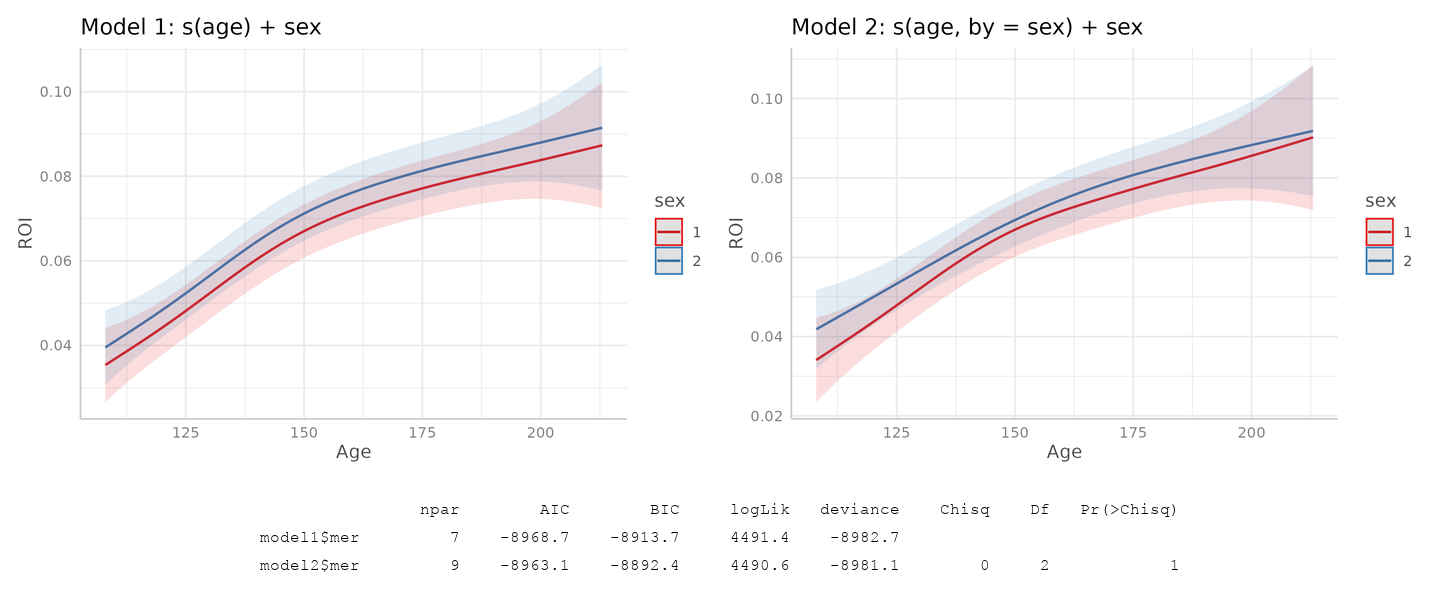 Model 1: s(age) + sex
0.10
0.08
0.06
0.04
ROI
125 150 175 200
Age
sex
1
2
Model 2: s(age, by = sex) + sex
0.10
0.08
0.06
0.04
0.02
ROI
125 150 175 200
Age
sex
1
2
npar AIC BIC logLik deviance Chisq Df Pr(>Chisq)
model1$mer 7 -8968.7 -8913.7 4491.4 -8982.7
model2$mer 9 -8963.1 -8892.4 4490.6 -8981.1 0 2 1